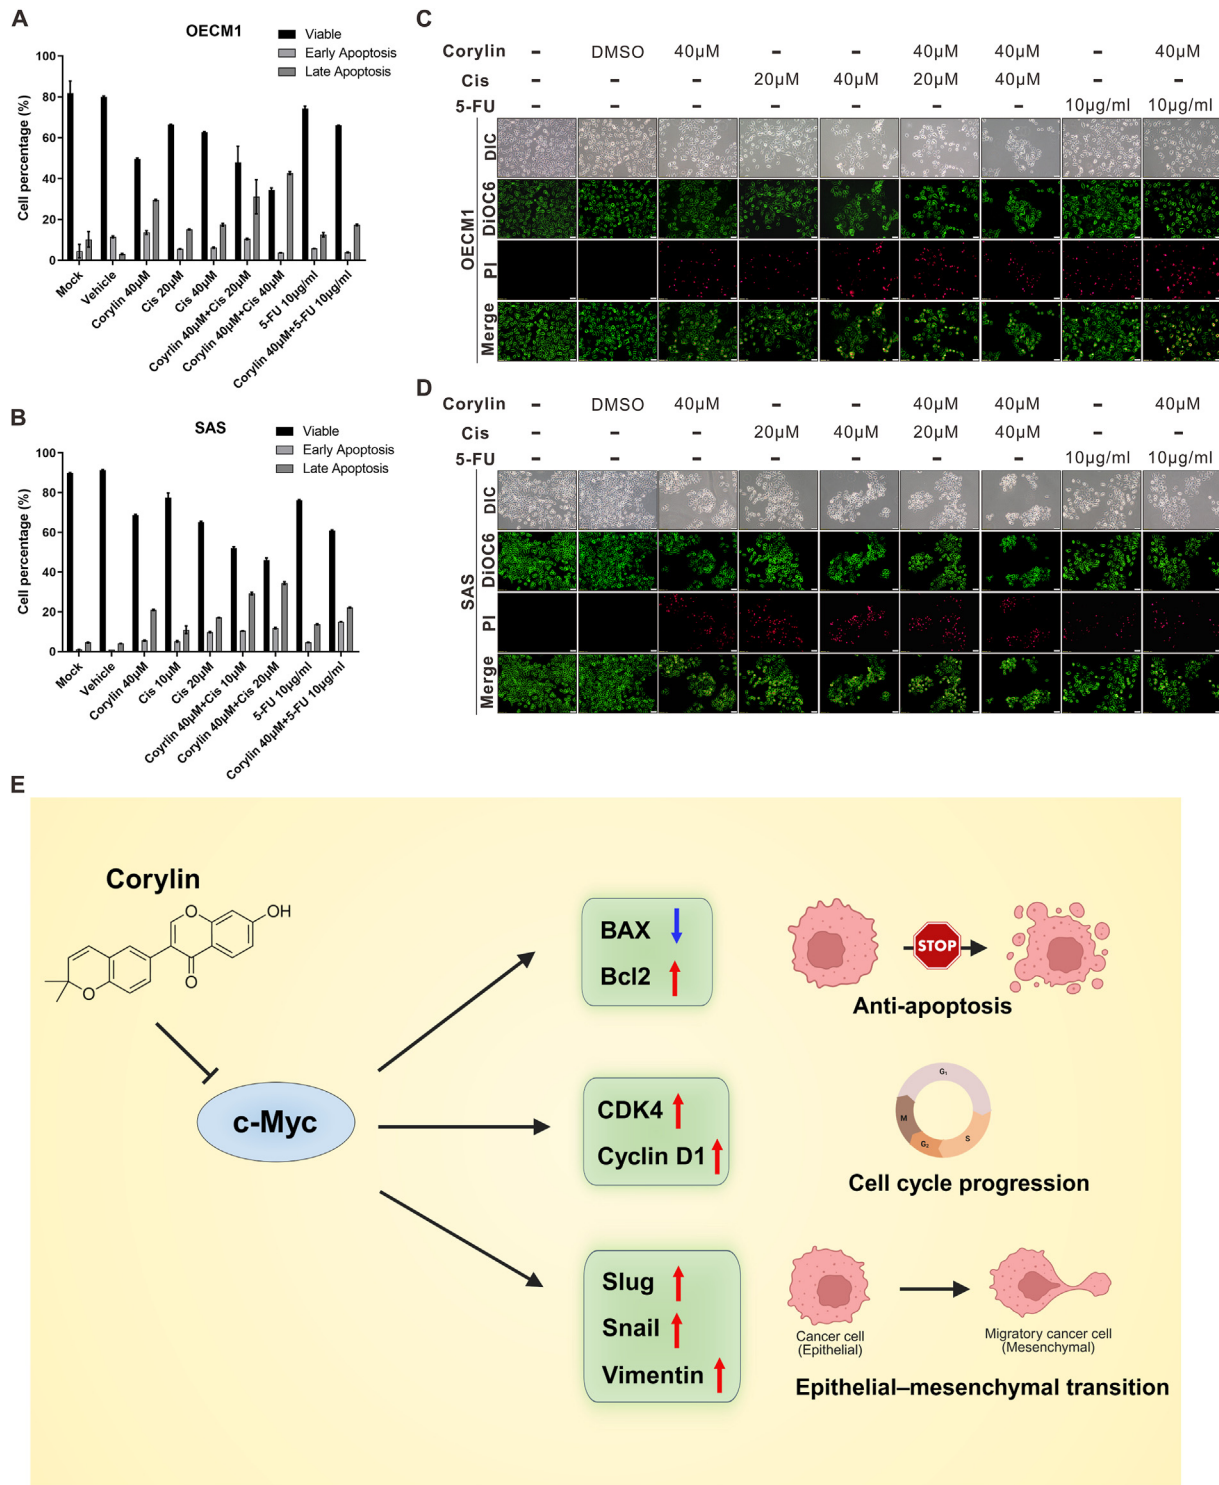 A
OECM1
Viable
Early Apoptosis
Late Apoptosis
Cell percentage (%)
100
80
60
40
20
0
Mock
Vehicle
Corylin 40µM
Cis 20µM
Cis 40µM
Coyrlin 40µM+Cis 20µM
Corylin 40µM+Cis 40µM
5-FU 10µg/ml
Corylin 40µM+5-FU 10µg/ml
B
SAS
Viable
Early Apoptosis
Late Apoptosis
Cell percentage (%)
100
80
60
40
20
0
Mock
Vehicle
Corylin 40µM
Cis 10µM
Cis 20µM
Coyrlin 40µM+Cis 10µM
Corylin 40µM+Cis 20µM
5-FU 10µg/ml
Corylin 40µM+5-FU 10µg/ml
C
Corylin - DMSO 40µM - - 40µM 40µM - 40µM
Cis - - - 20µM 40µM 20µM 40µM - -
5-FU - - - - - - - 10µg/ml 10µg/ml
OECM1
DIC
DiOC6
PI
Merge
D
Corylin - DMSO 40µM - - 40µM 40µM - 40µM
Cis - - - 20µM 40µM 20µM 40µM - -
5-FU - - - - - - - 10µg/ml 10µg/ml
SAS
DIC
DiOC6
PI
Merge
E
Corylin
O
OH
O
O
c-Myc
BAX
Bcl2
STOP
Anti-apoptosis
CDK4
Cyclin D1
G₁
S
G₂
M
Cell cycle progression
Slug
Snail
Vimentin
Cancer cell
(Epithelial)
Migratory cancer cell
(Mesenchymal)
Epithelial–mesenchymal transition